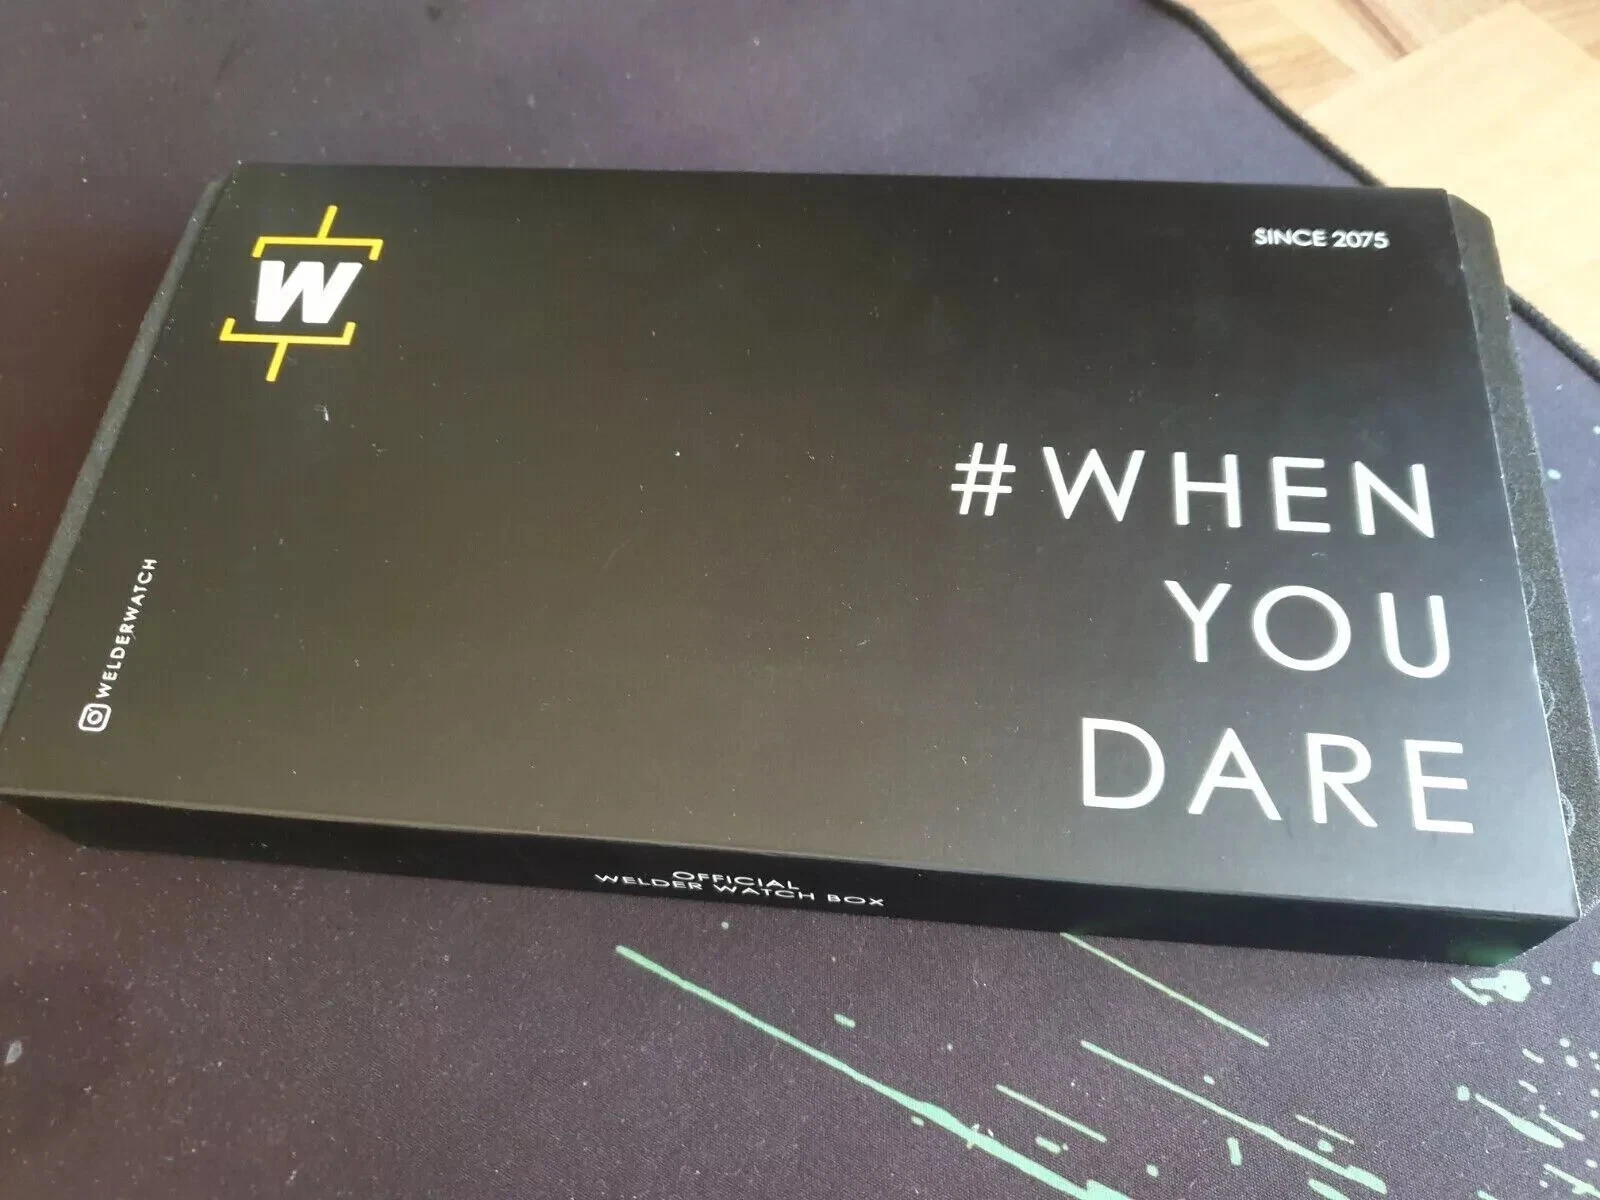 W
SINCE 2075
#WHEN
YOU
DARE
WELDERWATCH
OFFICIAL
WELDER WATCH BOX